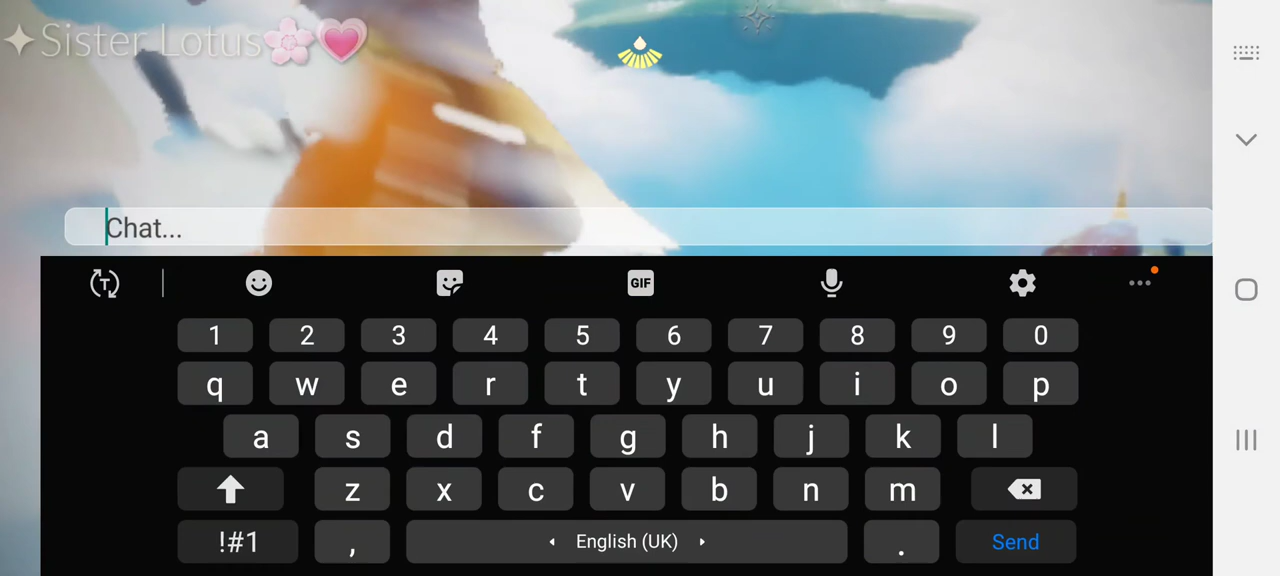 ✦Sister Lotus🌸💗
Chat...
T
GIF
1 2 3 4 5 6 7 8 9 0
q w e r t y u i o p
a s d f g h j k l
z x c v b n m
!#1 , English (UK) . Send